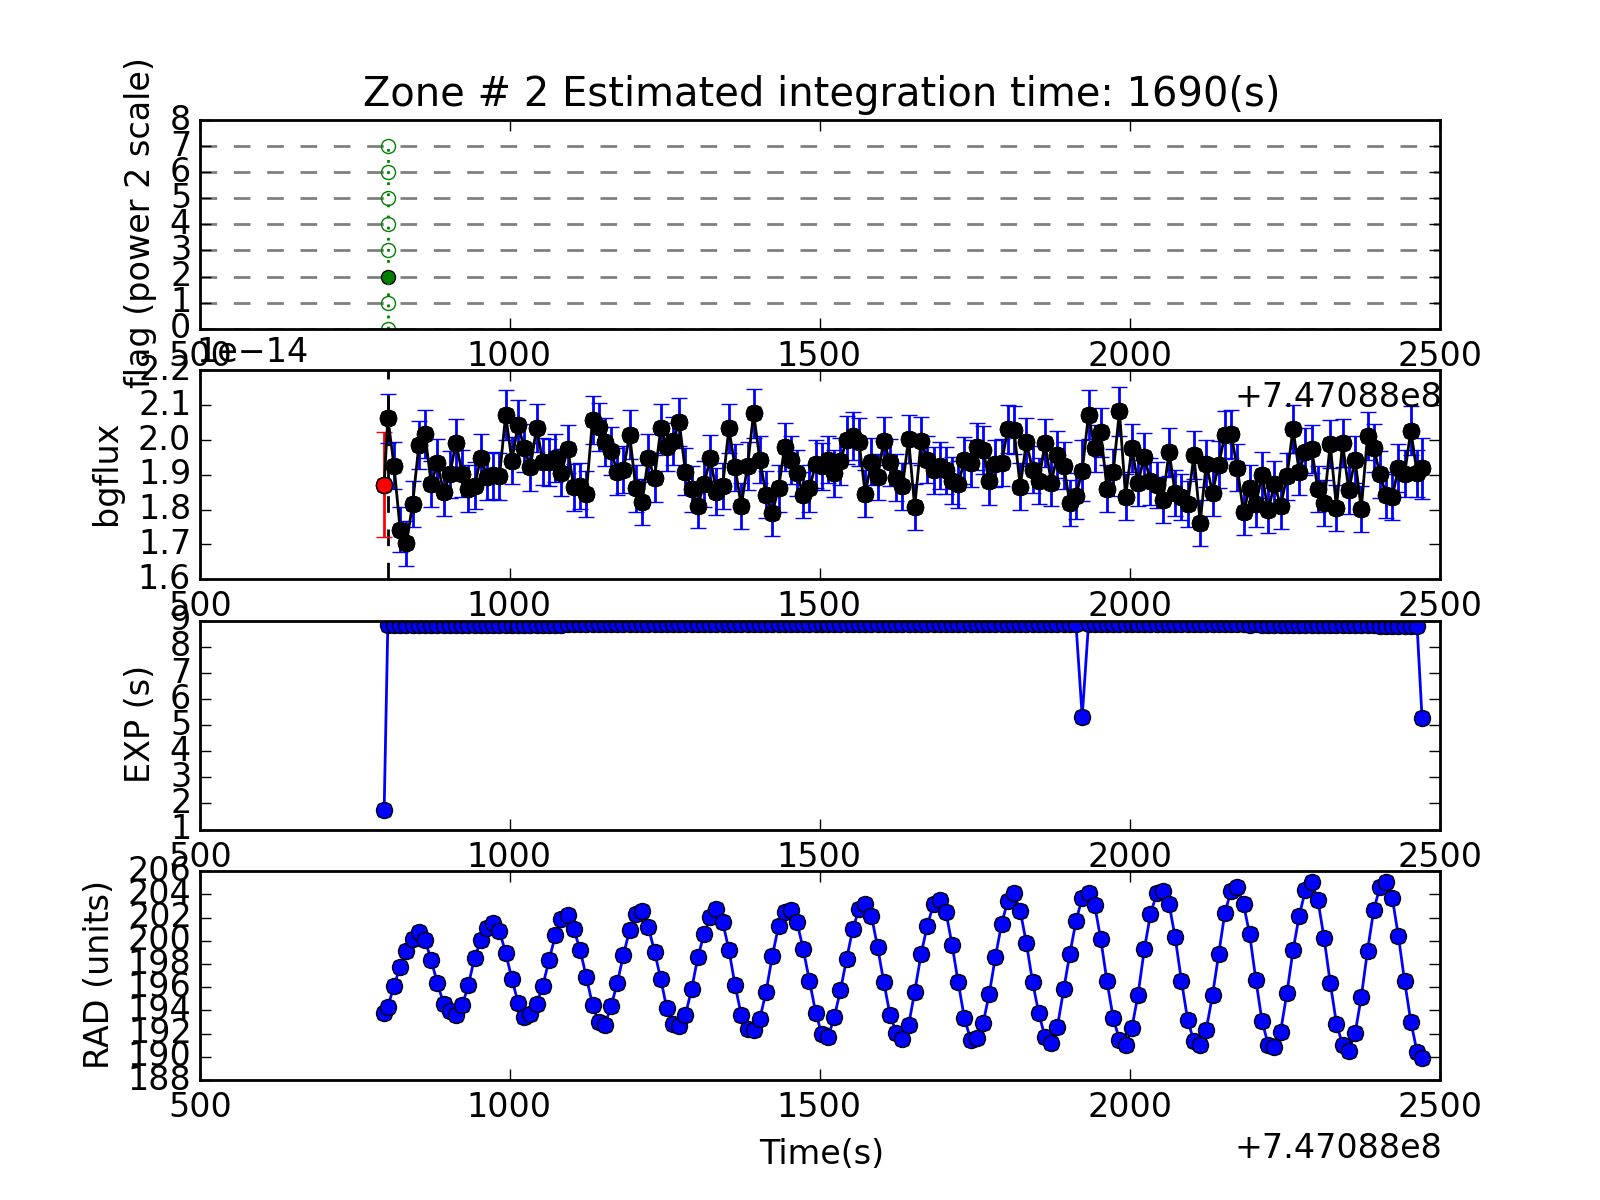 Zone # 2 Estimated integration time: 1690(s)
flag (power 2 scale)
8
7
6
5
4
3
2
1
0
500 1000 1500 2000 2500
+7.47088e8
1e−14
bgflux
2.2
2.1
2.0
1.9
1.8
1.7
1.6
500 1000 1500 2000 2500
EXP (s)
9
8
7
6
5
4
3
2
1
500 1000 1500 2000 2500
RAD (units)
206
204
202
200
198
196
194
192
190
188
500 1000 1500 2000 2500
Time(s)
+7.47088e8